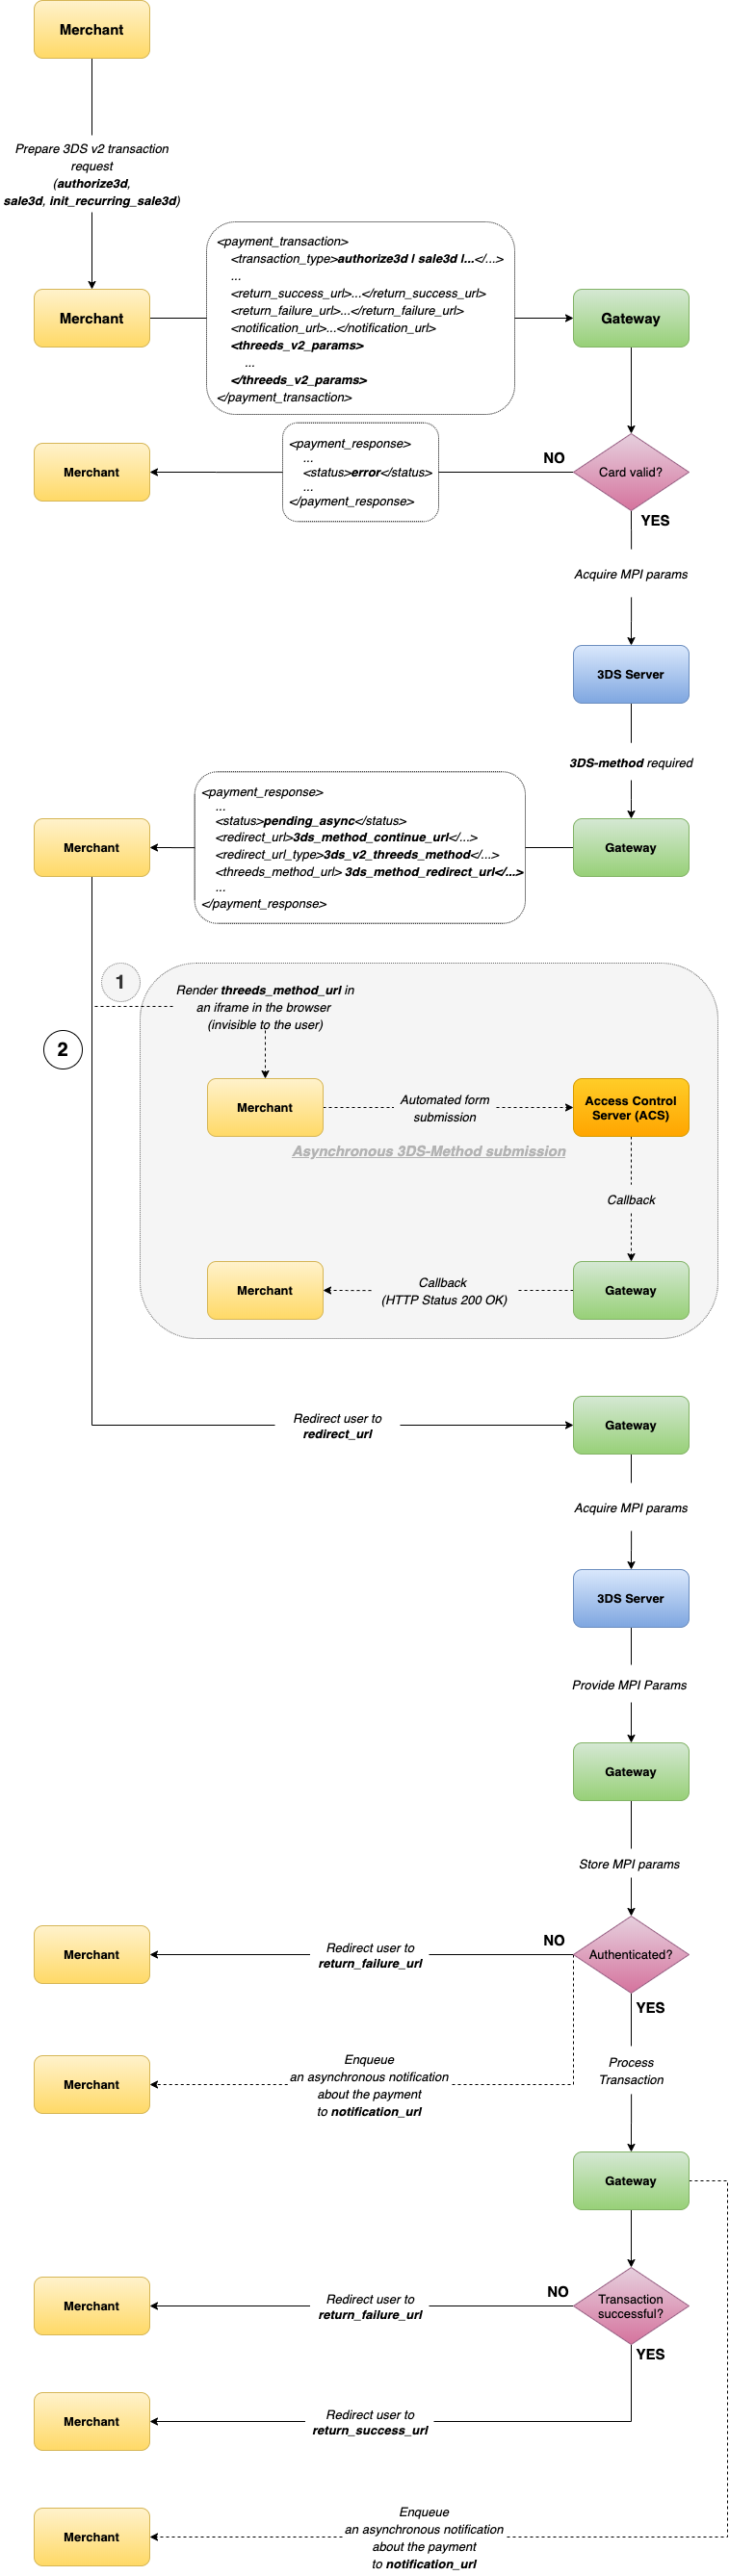 Merchant
Prepare 3DS v2 transaction
request
(authorize3d,
sale3d, init_recurring_sale3d)
Merchant
<payment_transaction>
<transaction_type>authorize3d | sale3d |...</...>
...
<return_success_url>...</return_success_url>
<return_failure_url>...</return_failure_url>
<notification_url>...</notification_url>
<threeds_v2_params>
...
</threeds_v2_params>
</payment_transaction>
Gateway
Merchant
<payment_response>
...
<status>error</status>
...
</payment_response>
NO
Card valid?
YES
Acquire MPI params
3DS Server
3DS-method required
Merchant
<payment_response>
...
<status>pending_async</status>
<redirect_url>3ds_method_continue_url</...>
<redirect_url_type>3ds_v2_threeds_method</...>
<threeds_method_url> 3ds_method_redirect_url</...>
...
</payment_response>
Gateway
1
Render threeds_method_url in
an iframe in the browser
(invisible to the user)
2
Merchant
Automated form
submission
Access Control
Server (ACS)
Asynchronous 3DS-Method submission
Callback
Merchant
Callback
(HTTP Status 200 OK)
Gateway
Redirect user to
redirect_url
Gateway
Acquire MPI params
3DS Server
Provide MPI Params
Gateway
Store MPI params
Merchant
Redirect user to
return_failure_url
NO
Authenticated?
YES
Merchant
Enqueue
an asynchronous notification
about the payment
to notification_url
Process
Transaction
Gateway
Merchant
Redirect user to
return_failure_url
NO
Transaction
successful?
YES
Merchant
Redirect user to
return_success_url
Merchant
Enqueue
an asynchronous notification
about the payment
to notification_url